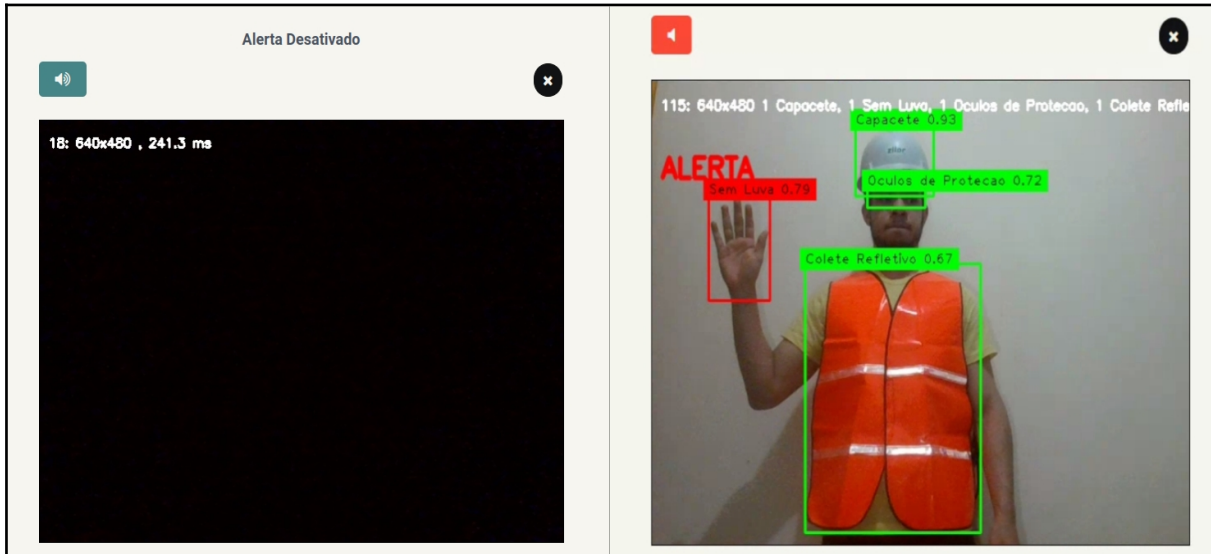 Alerta Desativado
18: 640x480 , 241.3 ms
115: 640x480 1 Capacete, 1 Sem Luva, 1 Oculos de Protecao, 1 Colete Refle
Capacete 0.93
ALERTA
Oculos de Protecao 0.72
Sem Luva 0.79
Colete Refletivo 0.67